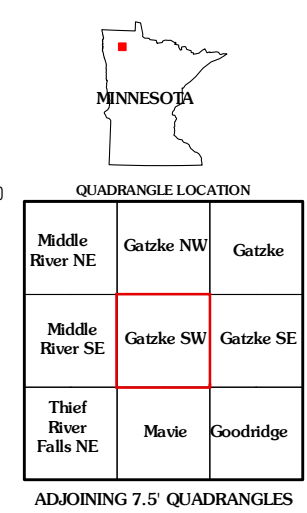 MINNESOTA
QUADRANGLE LOCATION
Middle
River NE
Gatzke NW
Gatzke
Middle
River SE
Gatzke SW
Gatzke SE
Thief
River
Falls NE
Mavie
Goodridge
ADJOINING 7.5' QUADRANGLES